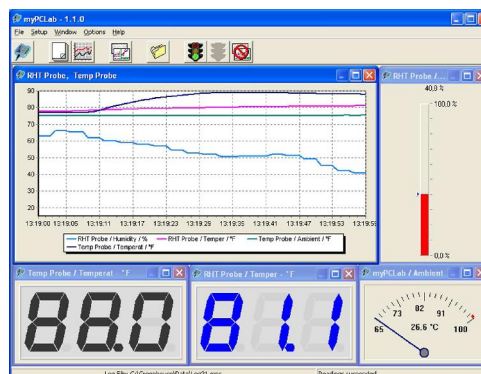 myPCLab - 1.1.0
File Setup Window Options Help
RHT Probe, Temp Probe
90
80
70
60
50
40
30
20
13:19:00 13:19:05 13:19:11 13:19:17 13:19:23 13:19:29 13:19:35 13:19:41 13:19:47 13:19:53 13:19:59
RHT Probe / Humidity / % RHT Probe / Temper / °F Temp Probe / Ambient / °F
Temp Probe / Temperat / °F
RHT Probe /...
40,0 %
100,0 %
0,0 %
Temp Probe / Temperat - °F
88.0
RHT Probe / Temper - °F
81.1
myPCLab / Ambient
65 73 82 91 100
26.6 °C
Readings succeeded